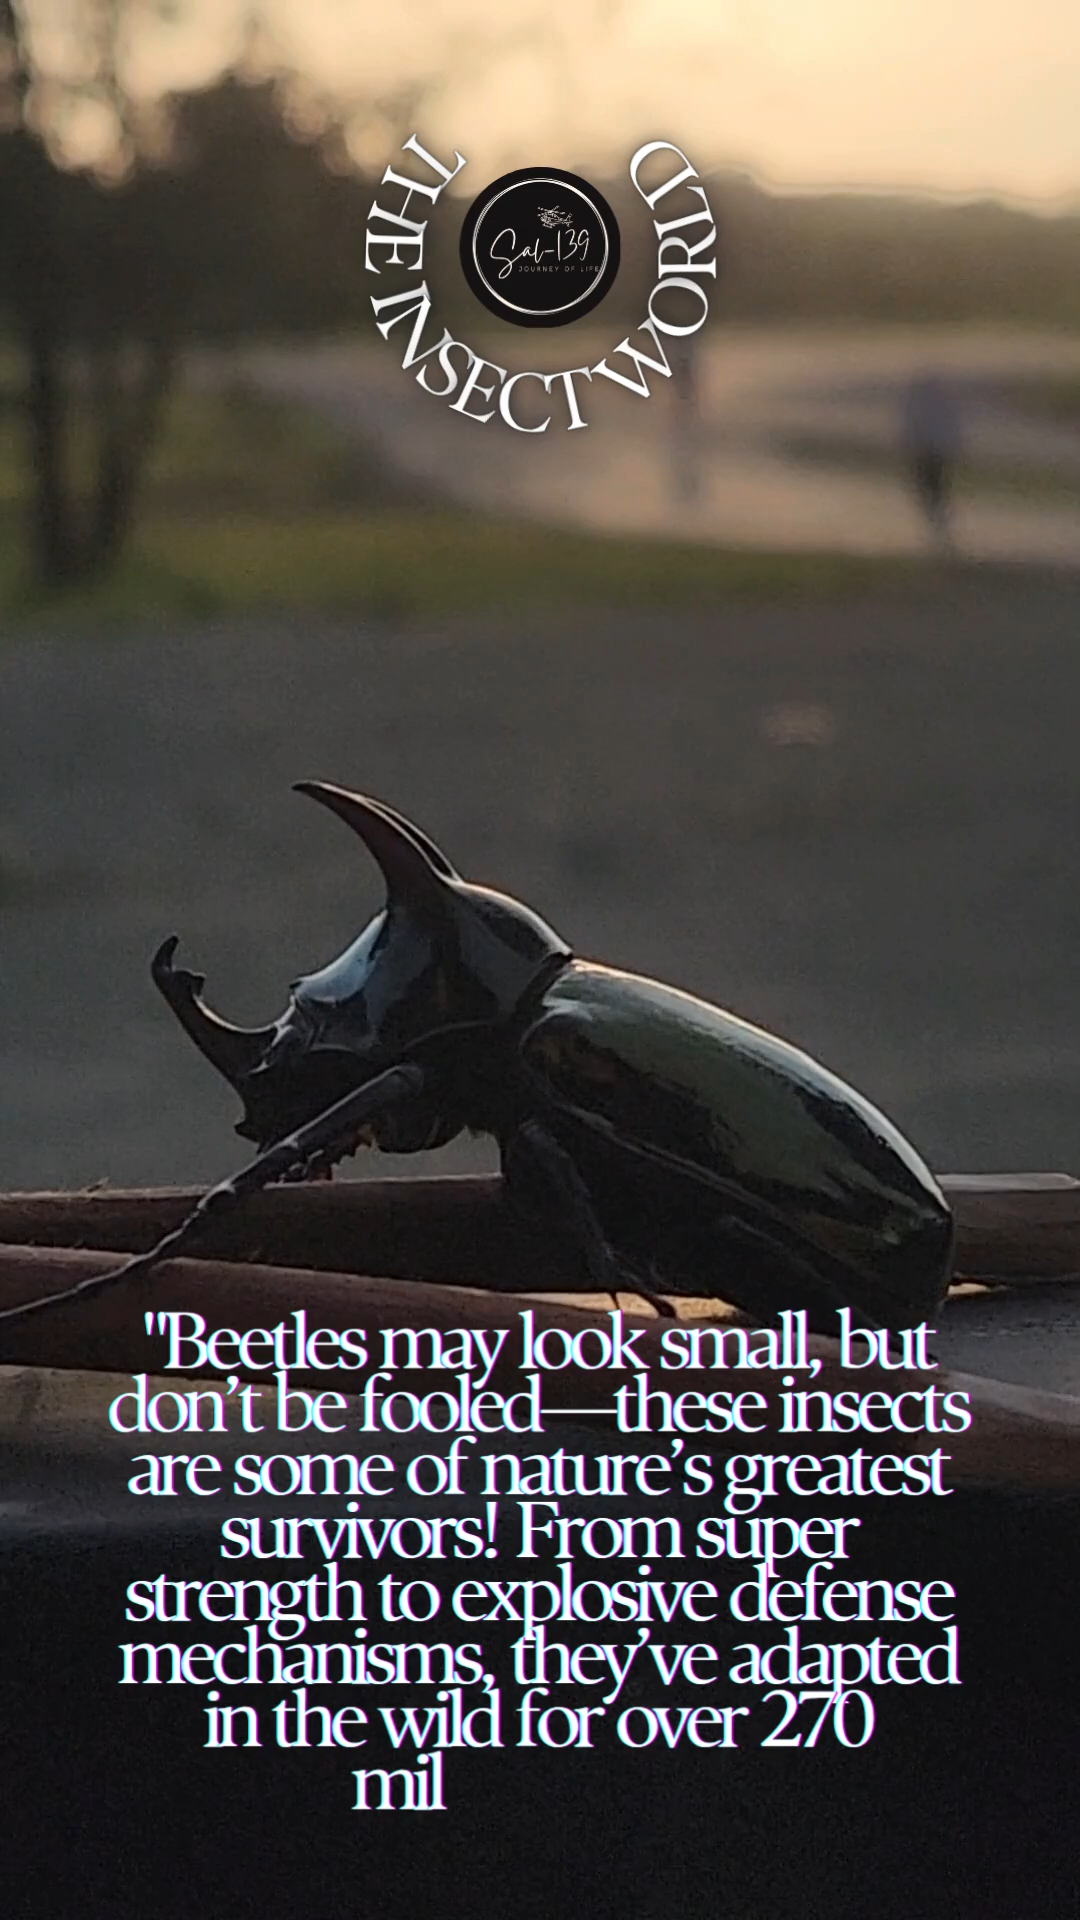 THE INSECT WORLD
Sal-139
JOURNEY OF LIFE
"Beetles may look small, but
don’t be fooled—these insects
are some of nature’s greatest
survivors! From super
strength to explosive defense
mechanisms, they’ve adapted
in the wild for over 270
mil